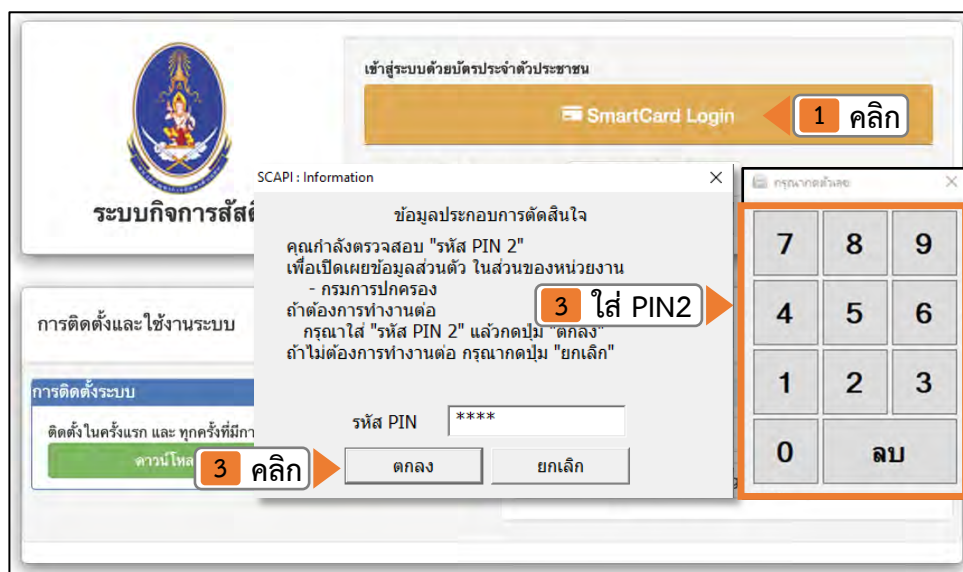 เข้าสู่ระบบด้วยบัตรประจำตัวประชาชน
SmartCard Login
1 คลิก
ระบบกิจการสัสดี
SCAPI : Information
ข้อมูลประกอบการตัดสินใจ
คุณกำลังตรวจสอบ "รหัส PIN 2"
เพื่อเปิดเผยข้อมูลส่วนตัว ในส่วนของหน่วยงาน
- กรมการปกครอง
ถ้าต้องการทำงานต่อ
กรุณาใส่ "รหัส PIN 2" แล้วกดปุ่ม "ตกลง"
ถ้าไม่ต้องการทำงานต่อ กรุณากดปุ่ม "ยกเลิก"
รหัส PIN ****
ตกลง ยกเลิก
3 ใส่ PIN2
3 คลิก
กรุณากดตัวเลข
7 8 9
4 5 6
1 2 3
0 ลบ
การติดตั้งและใช้งานระบบ
การติดตั้งระบบ
ติดตั้งในครั้งแรก และ ทุกครั้งที่มีกา
ดาวน์โหล